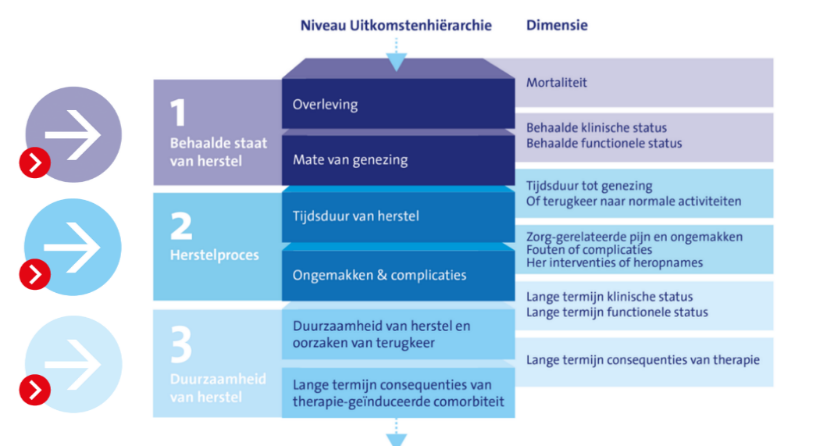 Niveau Uitkomstenhiërarchie
Dimensie
1
Behaalde staat
van herstel
Overleving
Mortaliteit
Mate van genezing
Behaalde klinische status
Behaalde functionele status
2
Herstelproces
Tijdsduur van herstel
Tijdsduur tot genezing
Of terugkeer naar normale activiteiten
Ongemakken & complicaties
Zorg-gerelateerde pijn en ongemakken
Fouten of complicaties
Her interventies of heropnames
3
Duurzaamheid
van herstel
Duurzaamheid van herstel en
oorzaken van terugkeer
Lange termijn klinische status
Lange termijn functionele status
Lange termijn consequenties van
therapie-geïnduceerde comorbiteit
Lange termijn consequenties van therapie